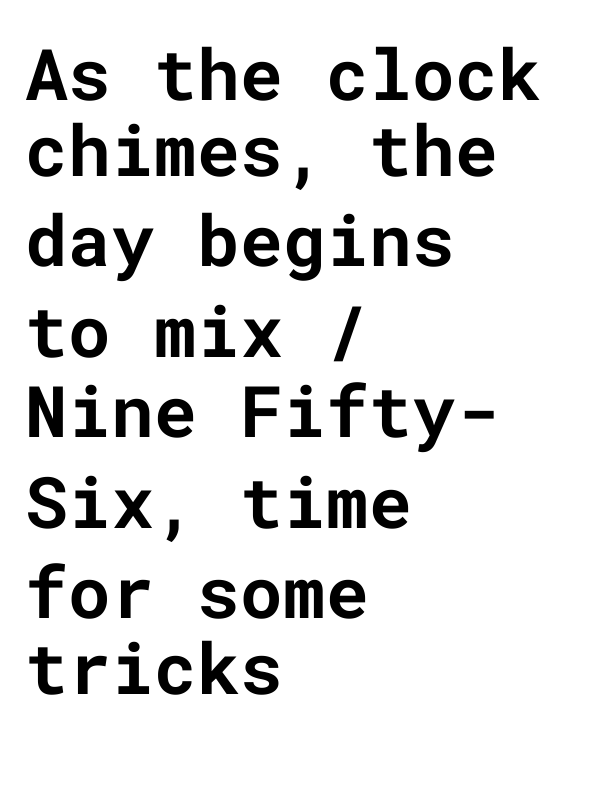 As the clock
chimes, the
day begins
to mix /
Nine Fifty-
Six, time
for some
tricks